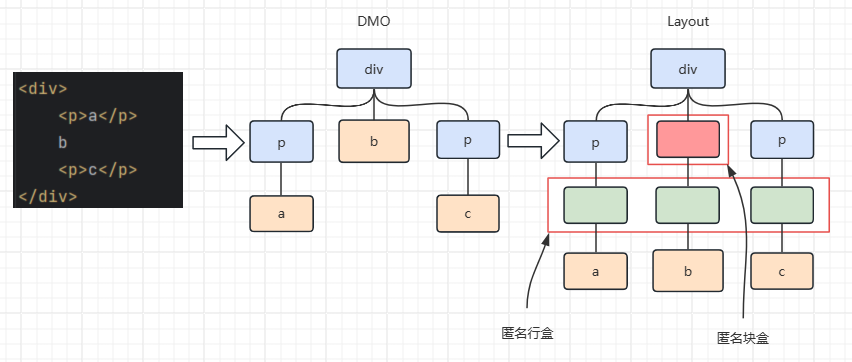 DMO
Layout
<div>
<p>a</p>
b
<p>c</p>
</div>
div
p
b
p
a
c
div
p
p
a
b
c
匿名行盒
匿名块盒